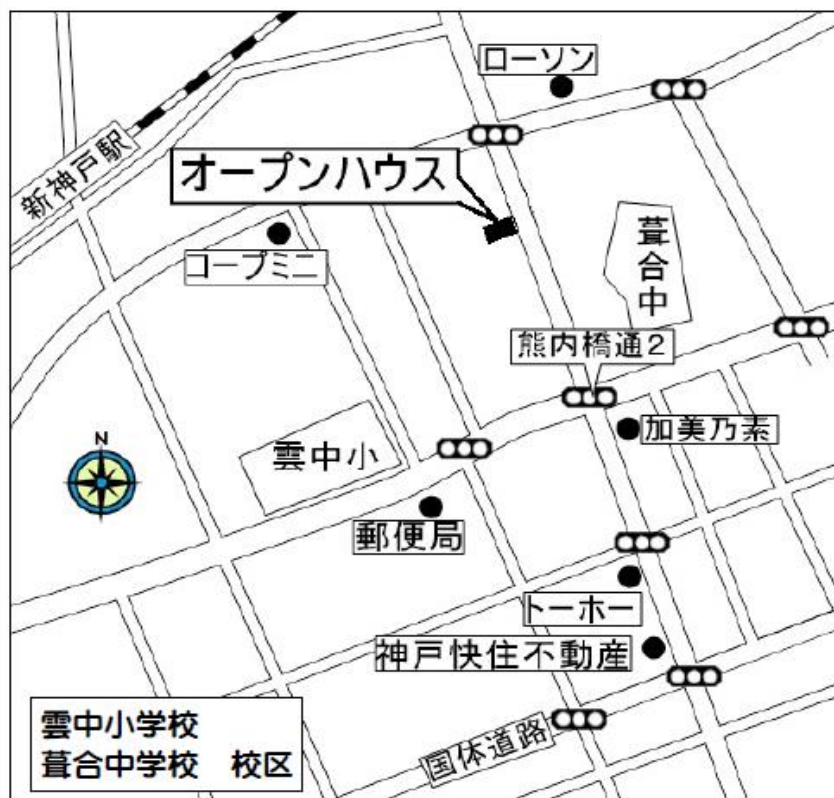 ローソン
新神戸駅
オープンハウス
コープミニ
葺合中
熊内橋通2
加美乃素
雲中小
N
郵便局
トーホー
神戸快住不動産
国体道路
雲中小学校
葺合中学校 校区